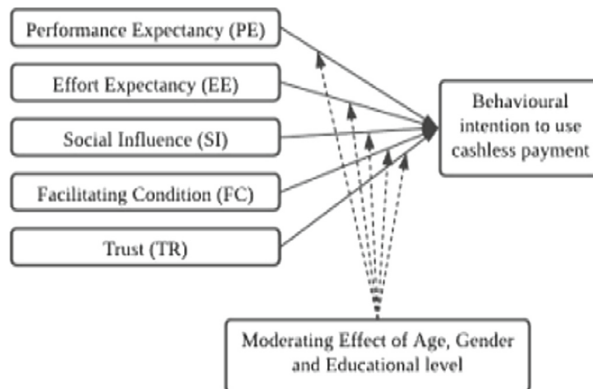 Performance Expectancy (PE)
Effort Expectancy (EE)
Social Influence (SI)
Facilitating Condition (FC)
Trust (TR)
Behavioural
intention to use
cashless payment
Moderating Effect of Age, Gender
and Educational level